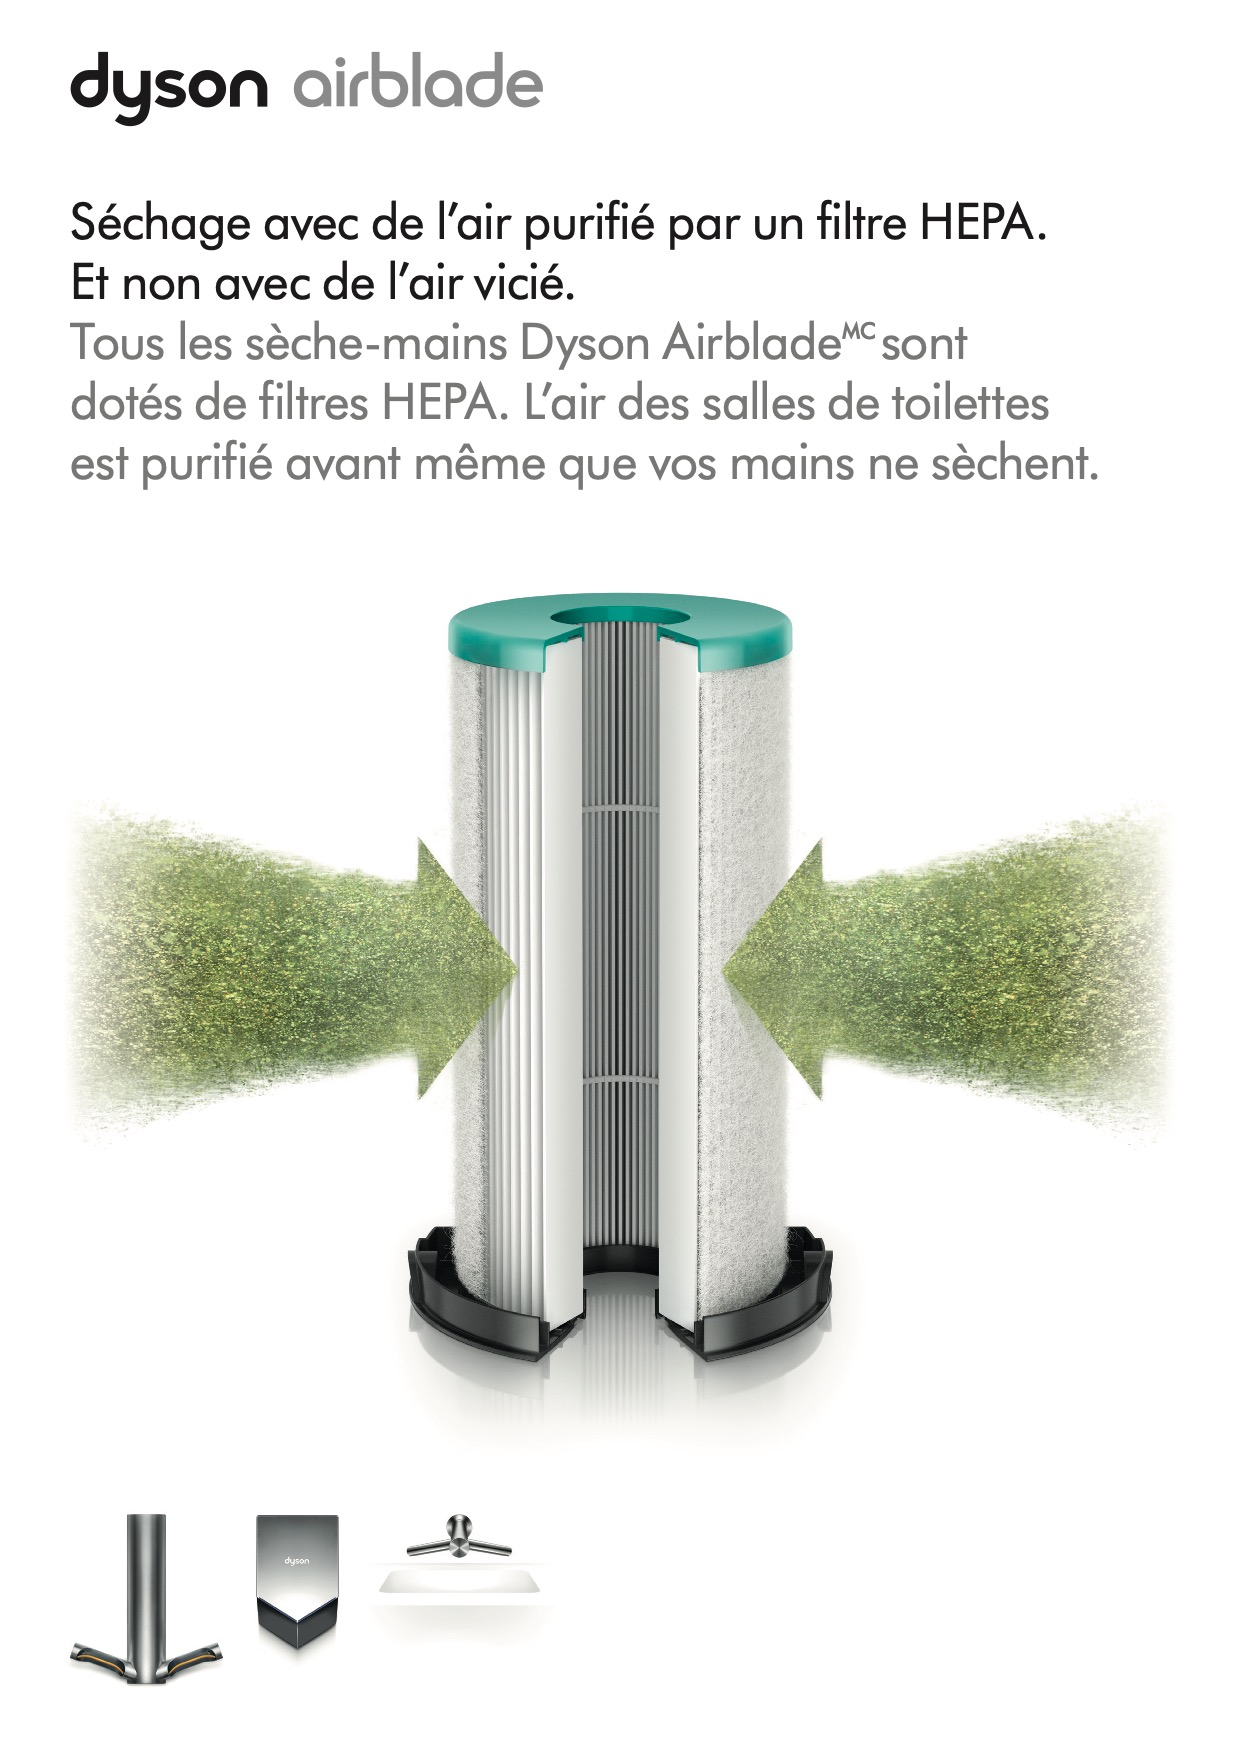 dyson airblade
Séchage avec de l’air purifié par un filtre HEPA.
Et non avec de l’air vicié.
Tous les sèche-mains Dyson Airblade^MC sont
dotés de filtres HEPA. L’air des salles de toilettes
est purifié avant même que vos mains ne sèchent.
dyson